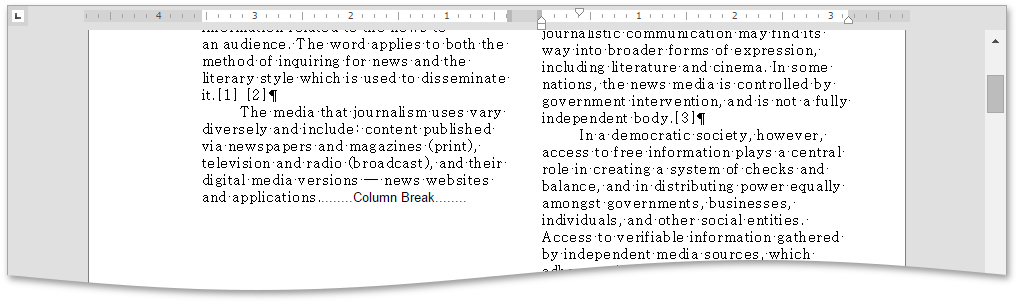 4 3 2 1 1 2 3
information related to the news to
an audience. The word applies to both the
method of inquiring for news and the
literary style which is used to disseminate
it.[1] [2]¶
The media that journalism uses vary
diversely and include: content published
via newspapers and magazines (print),
television and radio (broadcast), and their
digital media versions — news websites
and applications.........Column Break........
journalistic communication may find its
way into broader forms of expression,
including literature and cinema. In some
nations, the news media is controlled by
government intervention, and is not a fully
independent body.[3]¶
In a democratic society, however,
access to free information plays a central
role in creating a system of checks and
balance, and in distributing power equally
amongst governments, businesses,
individuals, and other social entities.
Access to verifiable information gathered
by independent media sources, which